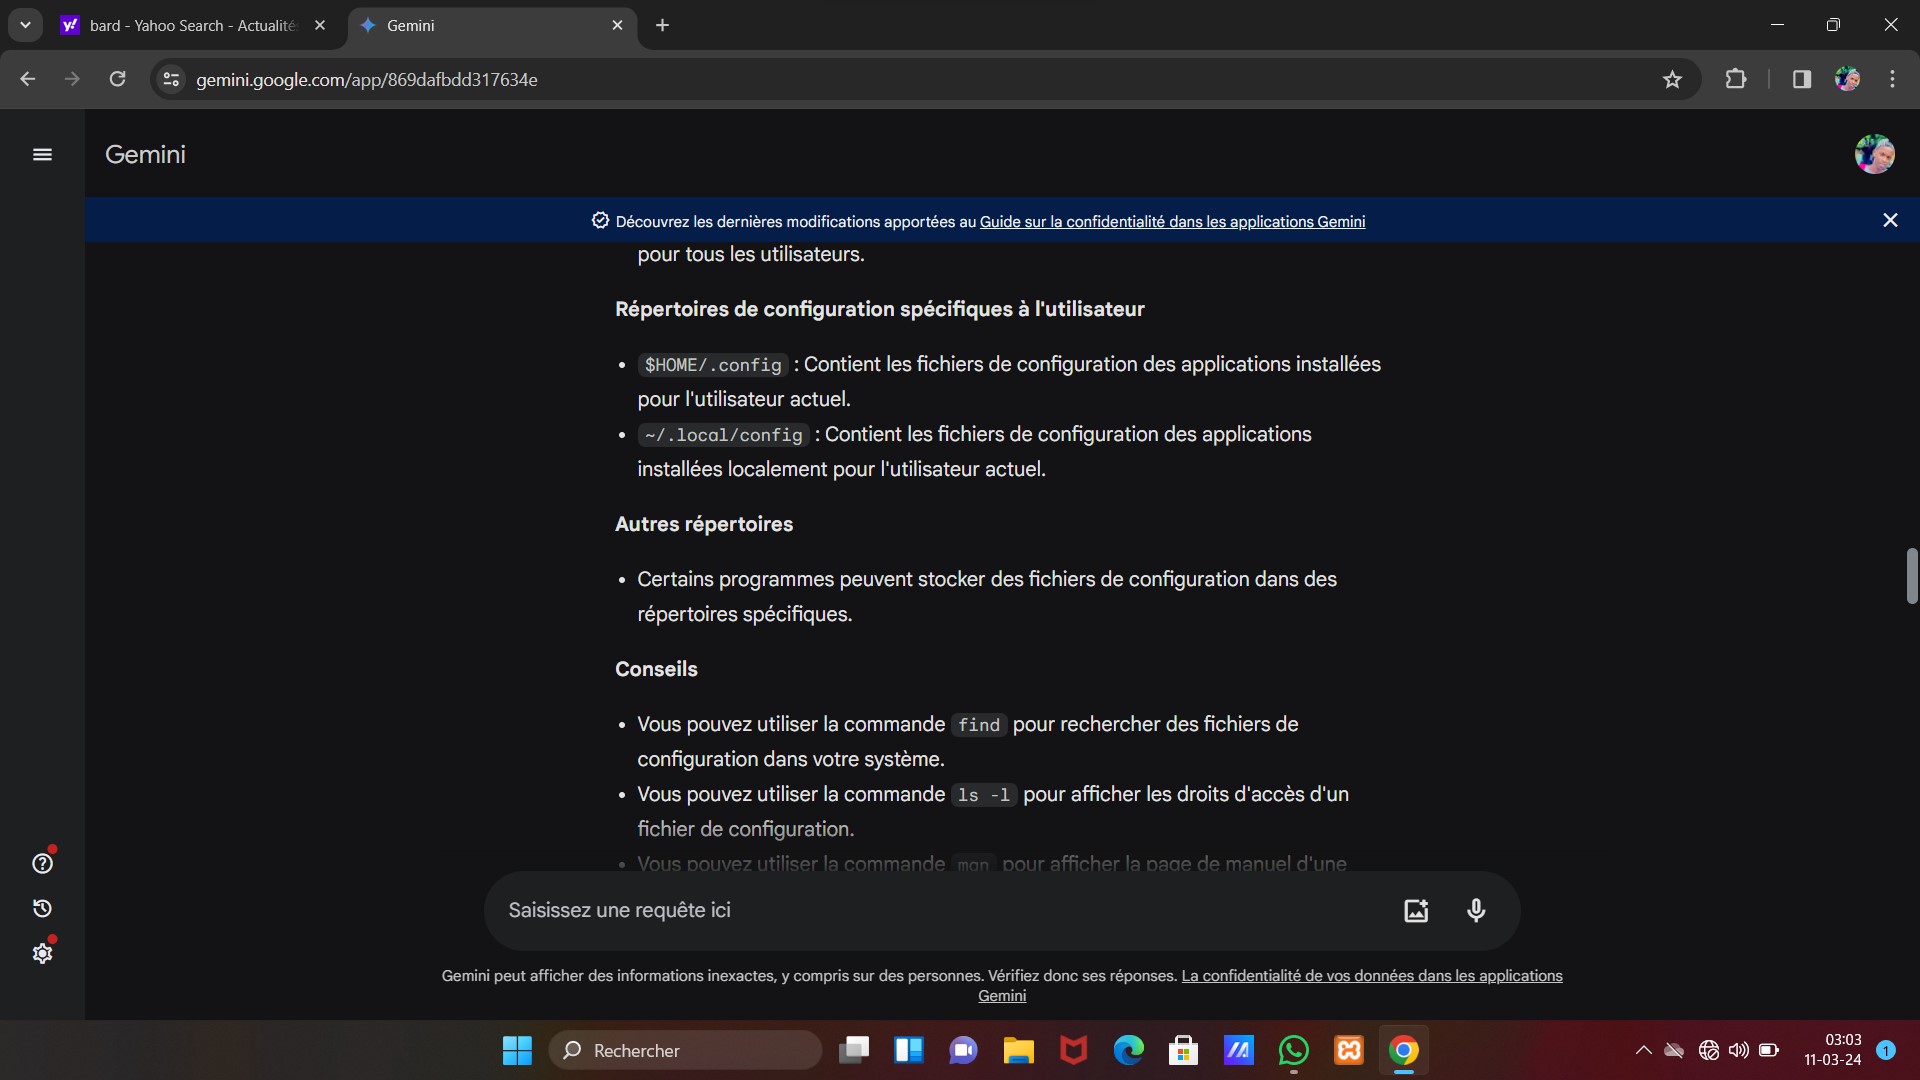 bard - Yahoo Search - Actualités
Gemini
gemini.google.com/app/869dafbdd317634e
Gemini
Découvrez les dernières modifications apportées au Guide sur la confidentialité dans les applications Gemini
pour tous les utilisateurs.
Répertoires de configuration spécifiques à l'utilisateur
• $HOME/.config : Contient les fichiers de configuration des applications installées
pour l'utilisateur actuel.
• ~/.local/config : Contient les fichiers de configuration des applications
installées localement pour l'utilisateur actuel.
Autres répertoires
• Certains programmes peuvent stocker des fichiers de configuration dans des
répertoires spécifiques.
Conseils
• Vous pouvez utiliser la commande find pour rechercher des fichiers de
configuration dans votre système.
• Vous pouvez utiliser la commande ls -l pour afficher les droits d'accès d'un
fichier de configuration.
• Vous pouvez utiliser la commande man pour afficher la page de manuel d'une
Saisissez une requête ici
Gemini peut afficher des informations inexactes, y compris sur des personnes. Vérifiez donc ses réponses. La confidentialité de vos données dans les applications
Gemini
Rechercher
03:03
11-03-24
1